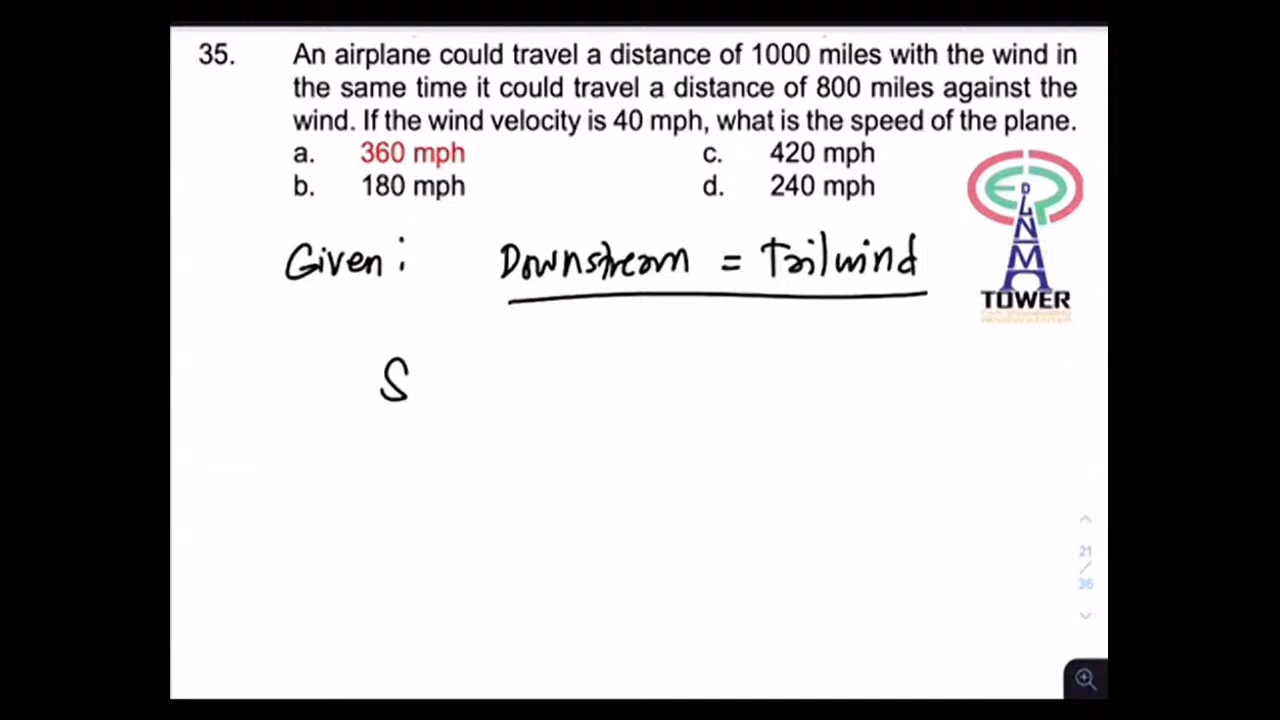 35. An airplane could travel a distance of 1000 miles with the wind in
the same time it could travel a distance of 800 miles against the
wind. If the wind velocity is 40 mph, what is the speed of the plane.
a. 360 mph c. 420 mph
b. 180 mph d. 240 mph
Given: Downstream = Tailwind
TOWER
S
21
/
36